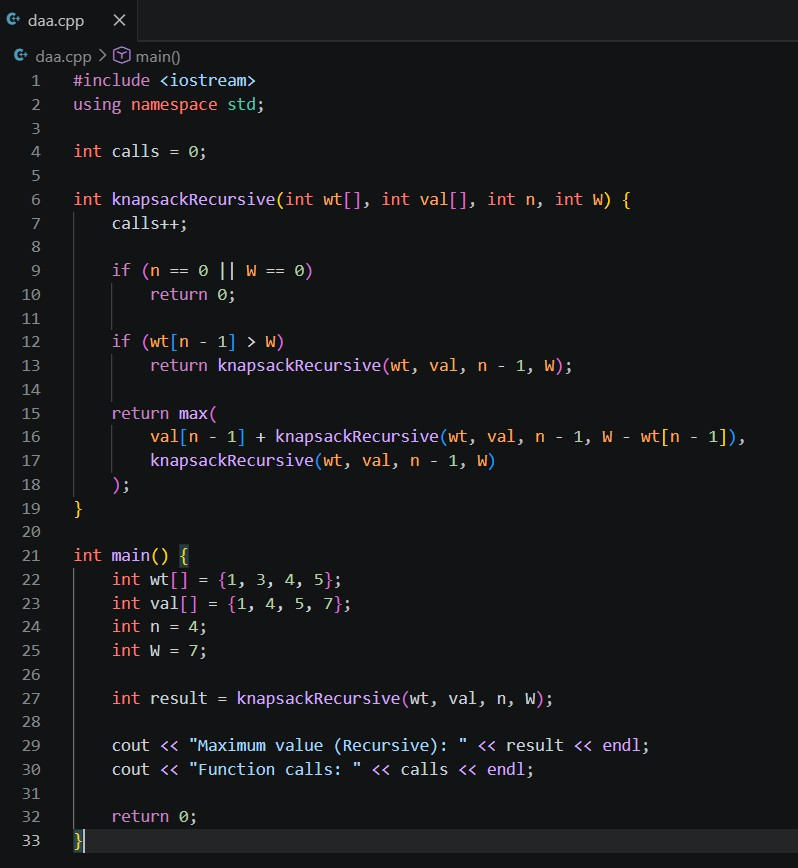 daa.cpp
daa.cpp > main()
1 #include <iostream>
2 using namespace std;
3
4 int calls = 0;
5
6 int knapsackRecursive(int wt[], int val[], int n, int W) {
7     calls++;
8
9     if (n == 0 || W == 0)
10         return 0;
11
12     if (wt[n - 1] > W)
13         return knapsackRecursive(wt, val, n - 1, W);
14
15     return max(
16         val[n - 1] + knapsackRecursive(wt, val, n - 1, W - wt[n - 1]),
17         knapsackRecursive(wt, val, n - 1, W)
18     );
19 }
20
21 int main() {
22     int wt[] = {1, 3, 4, 5};
23     int val[] = {1, 4, 5, 7};
24     int n = 4;
25     int W = 7;
26
27     int result = knapsackRecursive(wt, val, n, W);
28
29     cout << "Maximum value (Recursive): " << result << endl;
30     cout << "Function calls: " << calls << endl;
31
32     return 0;
33 }